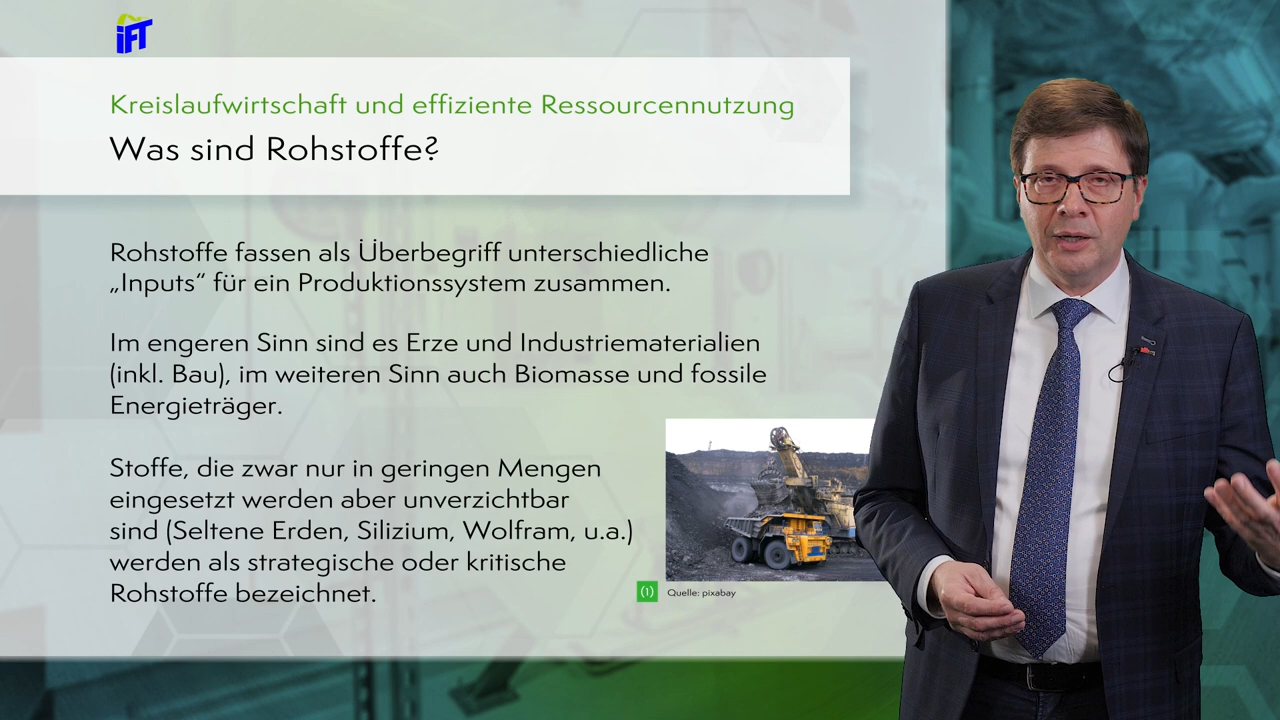 iFT
Kreislaufwirtschaft und effiziente Ressourcennutzung
Was sind Rohstoffe?
Rohstoffe fassen als Überbegriff unterschiedliche
„Inputs“ für ein Produktionssystem zusammen.
Im engeren Sinn sind es Erze und Industriematerialien
(inkl. Bau), im weiteren Sinn auch Biomasse und fossile
Energieträger.
Stoffe, die zwar nur in geringen Mengen
eingesetzt werden aber unverzichtbar
sind (Seltene Erden, Silizium, Wolfram, u.a.)
werden als strategische oder kritische
Rohstoffe bezeichnet.
(1) Quelle: pixabay